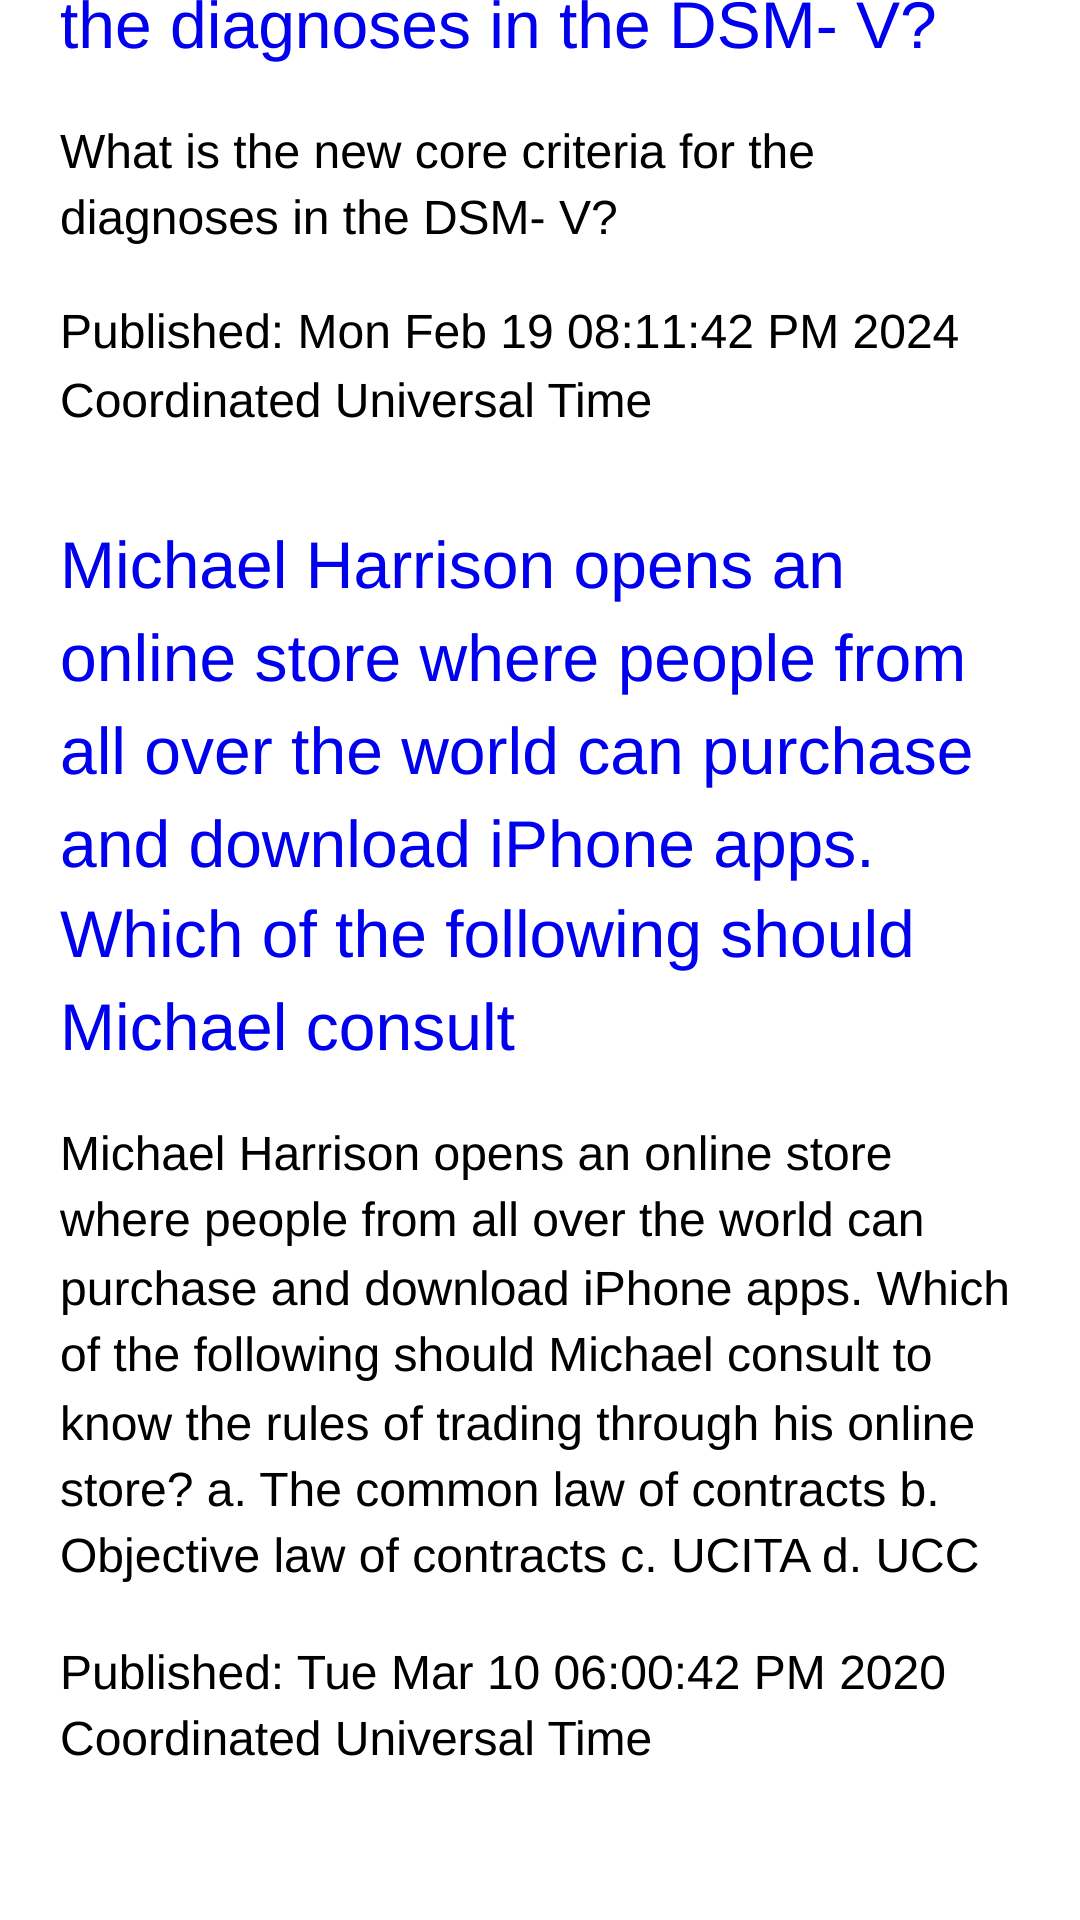 the diagnoses in the DSM- V?
What is the new core criteria for the
diagnoses in the DSM- V?
Published: Mon Feb 19 08:11:42 PM 2024
Coordinated Universal Time
Michael Harrison opens an
online store where people from
all over the world can purchase
and download iPhone apps.
Which of the following should
Michael consult
Michael Harrison opens an online store
where people from all over the world can
purchase and download iPhone apps. Which
of the following should Michael consult to
know the rules of trading through his online
store? a. The common law of contracts b.
Objective law of contracts c. UCITA d. UCC
Published: Tue Mar 10 06:00:42 PM 2020
Coordinated Universal Time